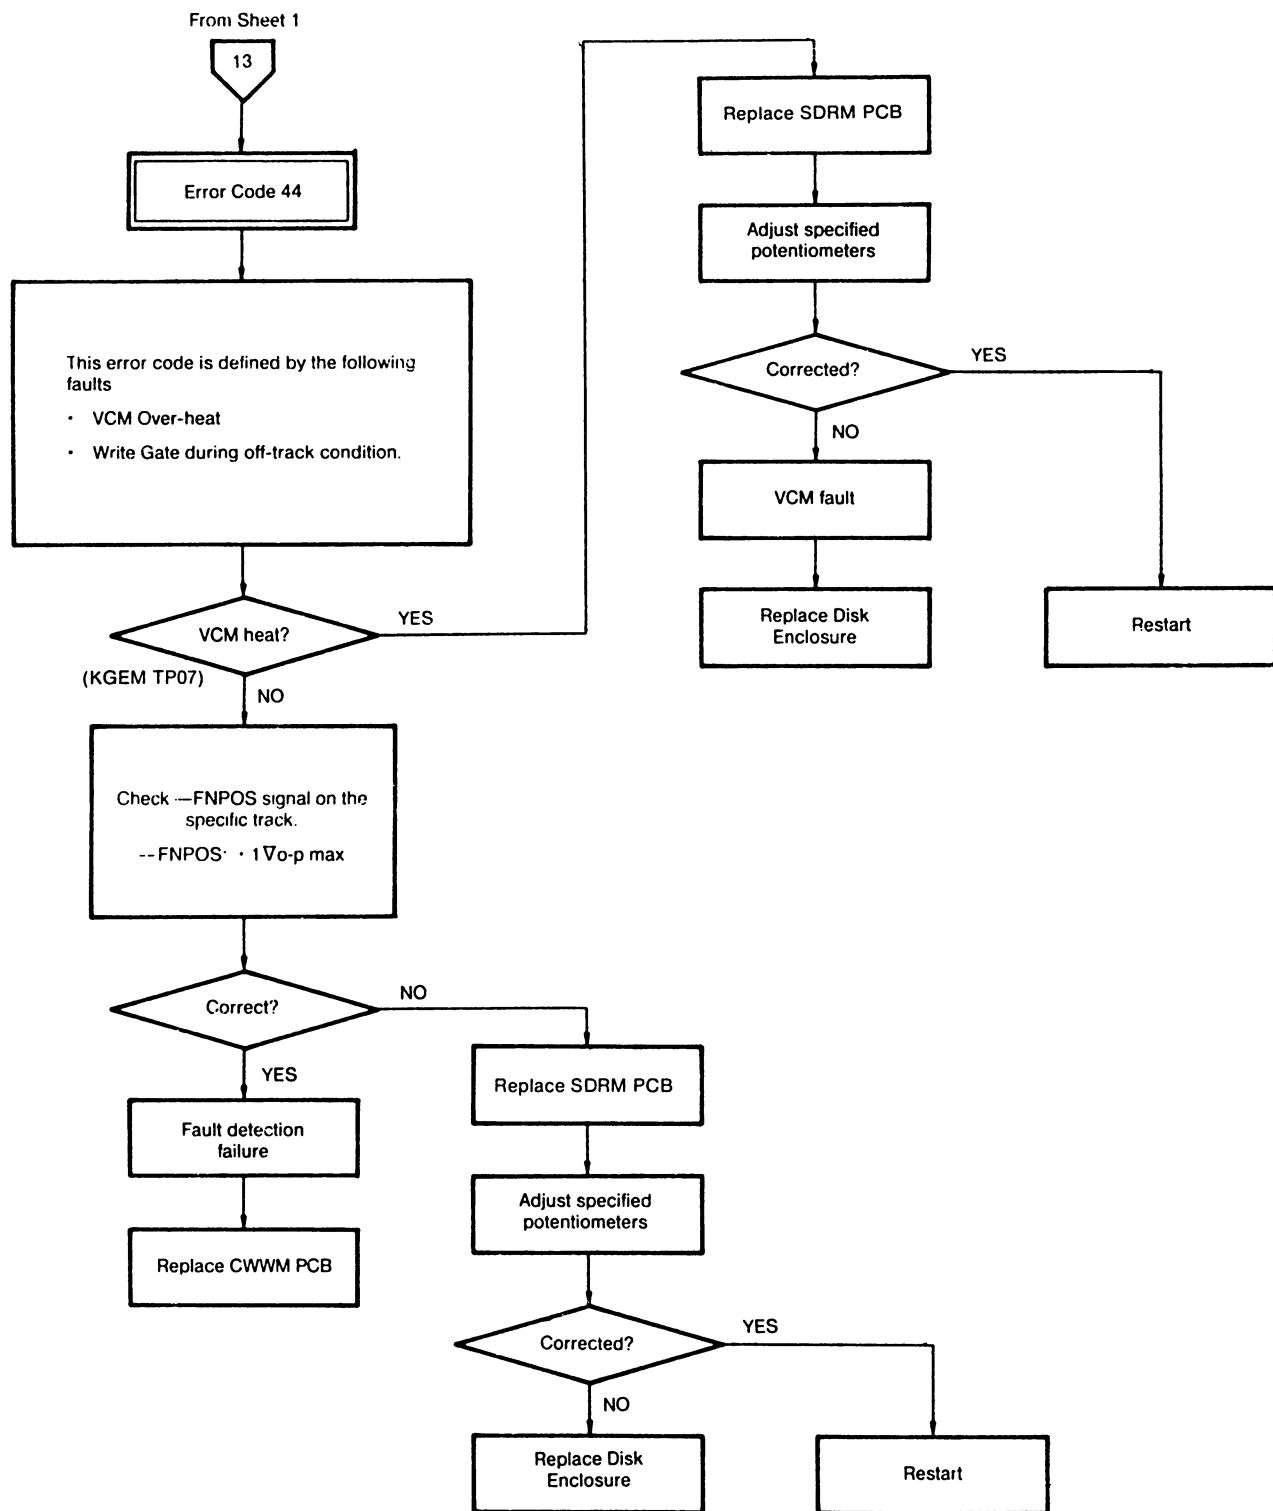 From Sheet 1
13
Error Code 44
This error code is defined by the following
faults
· VCM Over-heat
· Write Gate during off-track condition.
VCM heat?
YES
(KGEM TP07)
NO
Check —FNPOS signal on the
specific track.
--FNPOS · 1Vo-p max
Correct?
NO
YES
Fault detection
failure
Replace CWWM PCB
Replace SDRM PCB
Adjust specified
potentiometers
Corrected?
YES
NO
Replace Disk
Enclosure
Restart
Replace SDRM PCB
Adjust specified
potentiometers
Corrected?
YES
NO
VCM fault
Replace Disk
Enclosure
Restart